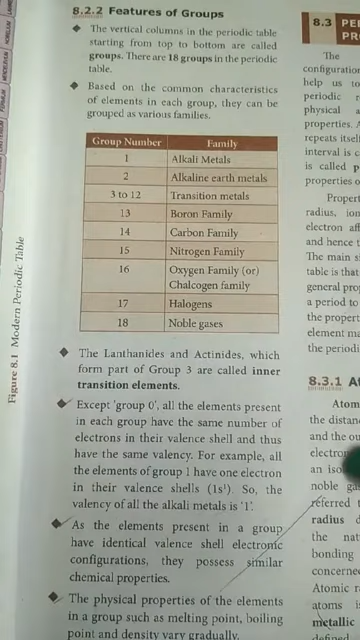 8.2.2 Features of Groups
The vertical columns in the periodic table
starting from top to bottom are called
groups. There are 18 groups in the periodic
table.
Based on the common characteristics
of elements in each group, they can be
grouped as various families.
Group Number Family
1 Alkali Metals
2 Alkaline earth metals
3 to 12 Transition metals
13 Boron Family
14 Carbon Family
15 Nitrogen Family
16 Oxygen Family (or)
Chalcogen family
17 Halogens
18 Noble gases
The Lanthanides and Actinides, which
form part of Group 3 are called inner
transition elements.
Except 'group 0', all the elements present
in each group have the same number of
electrons in their valence shell and thus
have the same valency. For example, all
the elements of group 1 have one electron
in their valence shells (1s¹). So, the
valency of all the alkali metals is '1'.
As the elements present in a group
have identical valence shell electronic
configurations, they possess similar
chemical properties.
The physical properties of the elements
in a group such as melting point, boiling
point and density vary gradually.
Figure 8.1 Modern Periodic Table
8.3 PE
PR
The
configuration
help us to
periodic
physical a
properties.
repeats itself
interval is c
is called p
properties o
Propert
radius, ion
electron aff
and hence t
The main si
table is that
general prop
a period to
the propert
element ma
the periodi
8.3.1 At
Atom
the distan
and the ou
electron
an iso
noble ga
referred t
radius
the nat
bonding
concerne
Atomic r
atoms is
metallic
defined